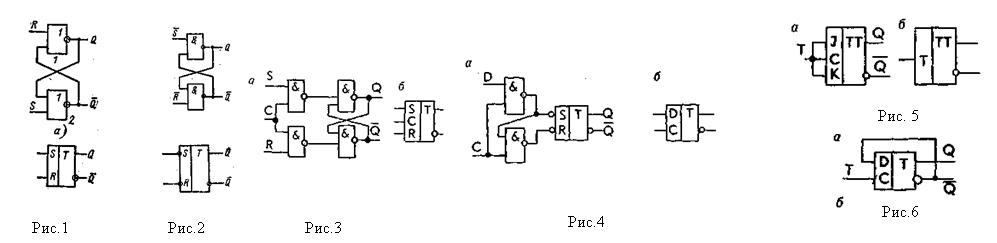 R
1
Q
1
S
1
2
Q̅
а)
S T Q
R Q̅
Рис.1
S̅
&
Q
&
R̅
Q̅
S T Q
R Q̅
Рис.2
а
S
&
&
Q
C
&
&
Q̅
R
б
S T
C
R
Рис.3
а
D
&
&
C
S T Q
R Q̅
б
D T
C
Рис.4
а
T
J TT Q
C
K Q̅
б
TT
T
Рис. 5
а
T
D T Q
C
Q̅
б
Рис.6